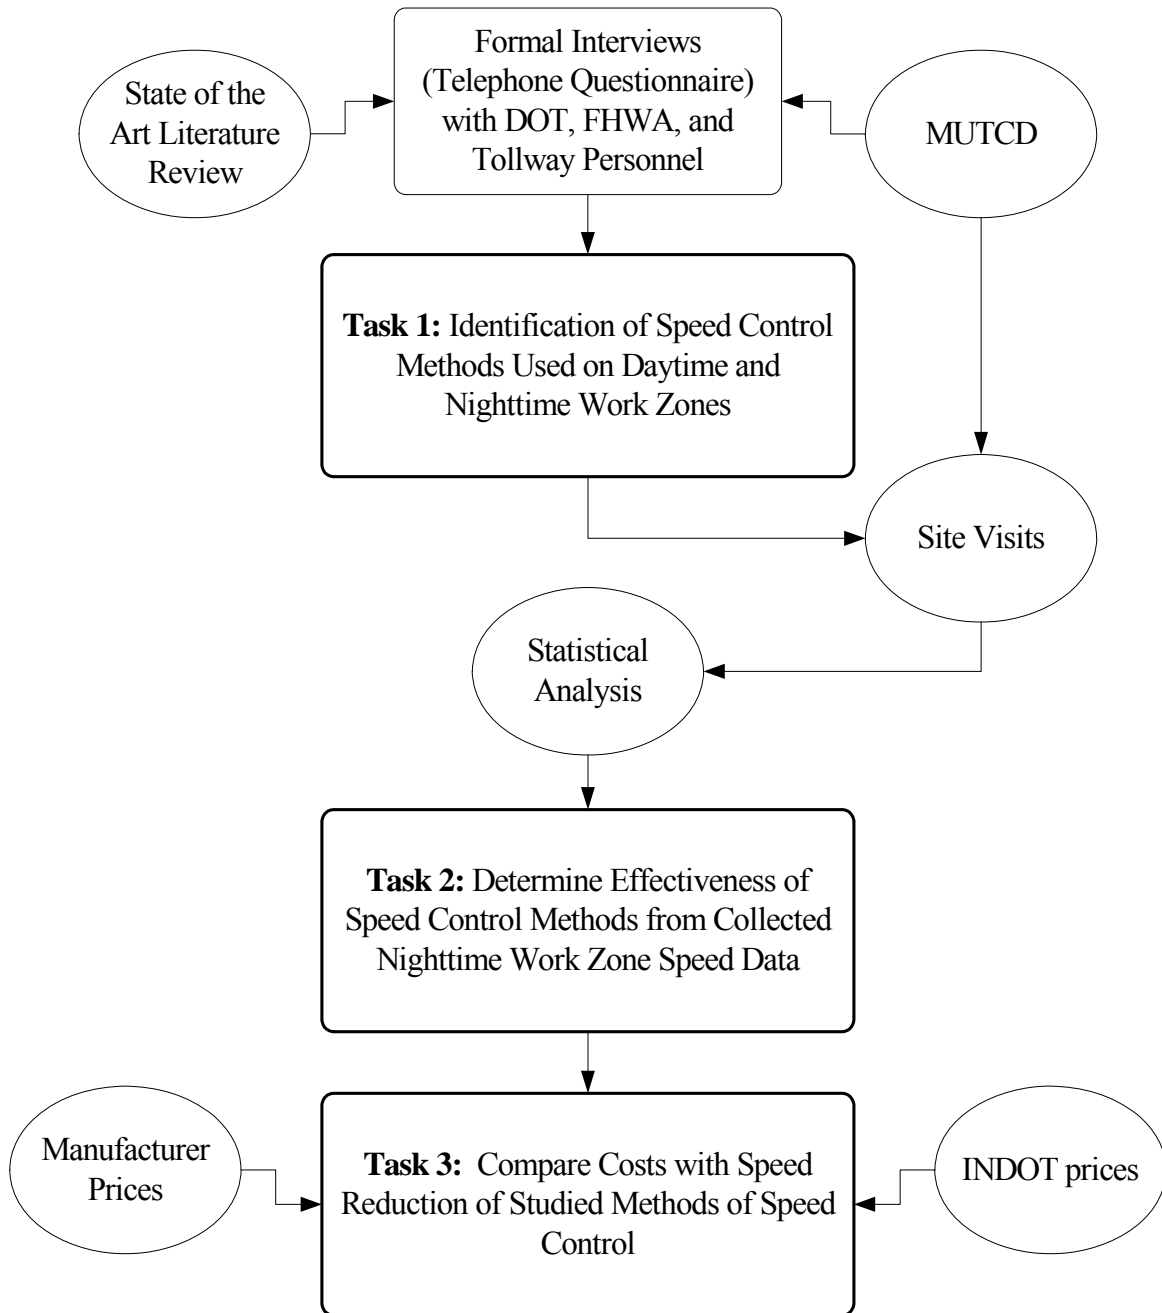 Formal Interviews
(Telephone Questionnaire)
with DOT, FHWA, and
Tollway Personnel
State of the
Art Literature
Review
MUTCD
Task 1: Identification of Speed Control
Methods Used on Daytime and
Nighttime Work Zones
Site Visits
Statistical
Analysis
Task 2: Determine Effectiveness of
Speed Control Methods from Collected
Nighttime Work Zone Speed Data
Manufacturer
Prices
Task 3:  Compare Costs with Speed
Reduction of Studied Methods of Speed
Control
INDOT prices